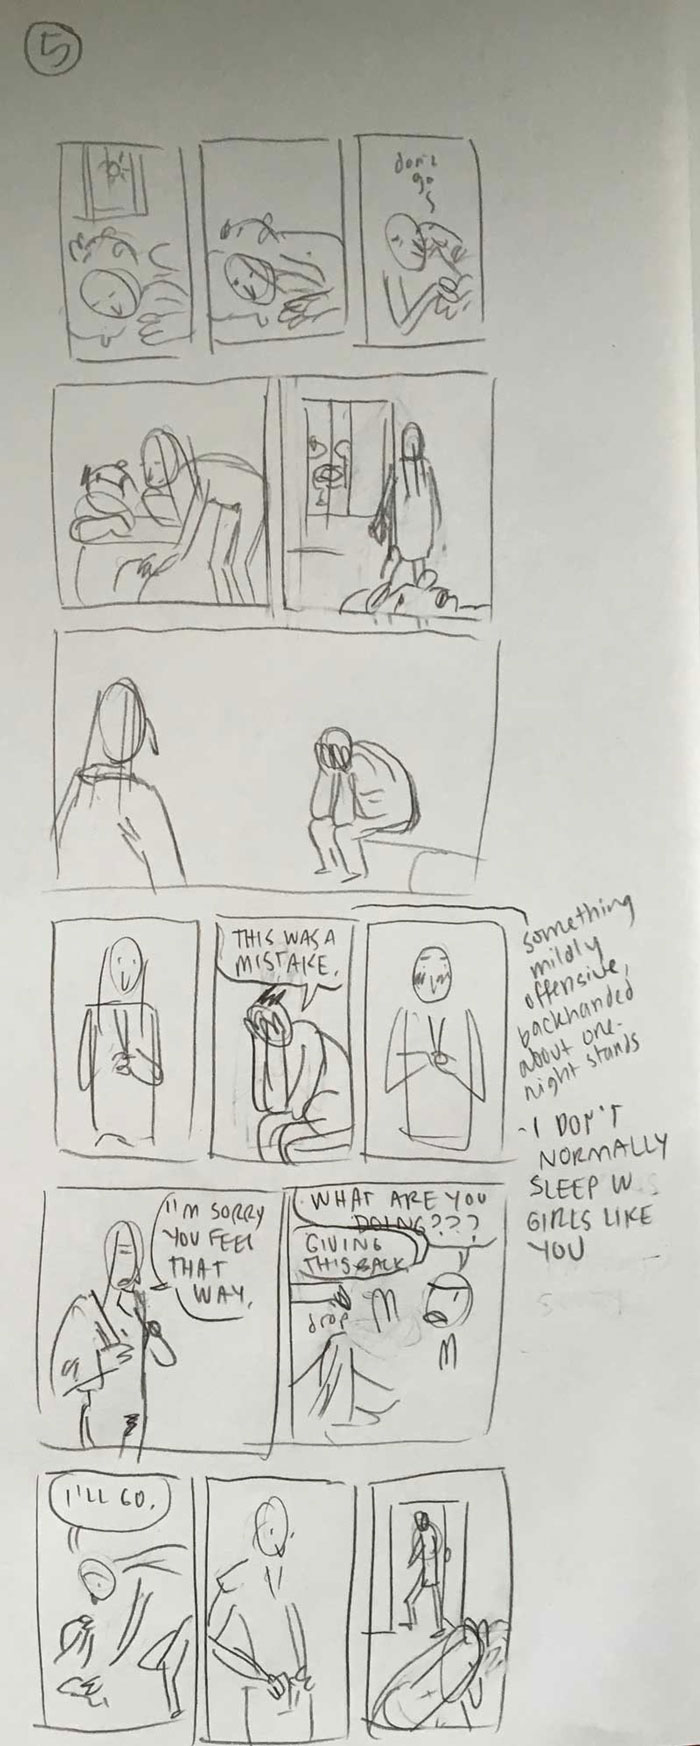 5
don't
go
THIS WAS A
MISTAKE.
something
mildly
offensive,
backhanded
about one-
night stands
- I DON'T
NORMALLY
SLEEP W
GIRLS LIKE
YOU
I'M SORRY
YOU FEEL
THAT
WAY.
WHAT ARE YOU
DOING???
GIVING
THIS BACK.
drop
M
M
I'LL GO.